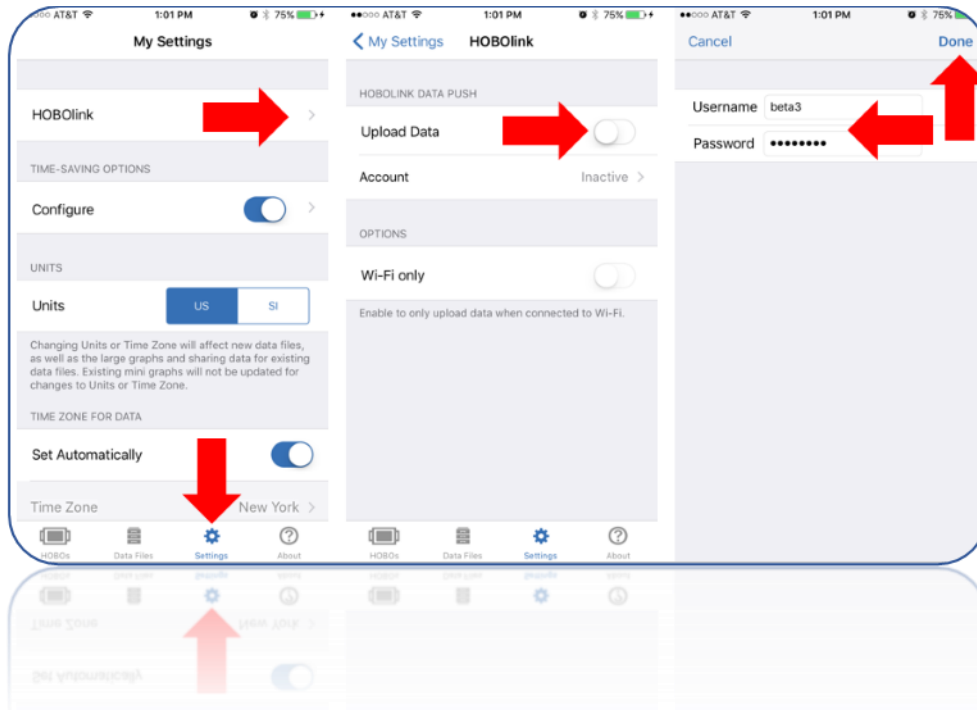 AT&T 1:01 PM 75%
My Settings
HOBOlink
TIME-SAVING OPTIONS
Configure
UNITS
Units US SI
Changing Units or Time Zone will affect new data files,
as well as the large graphs and sharing data for existing
data files. Existing mini graphs will not be updated for
changes to Units or Time Zone.
TIME ZONE FOR DATA
Set Automatically
Time Zone New York
HOBOs Data Files Settings About
AT&T 1:01 PM 75%
My Settings HOBOlink
HOBOLINK DATA PUSH
Upload Data
Account Inactive
OPTIONS
Wi-Fi only
Enable to only upload data when connected to Wi-Fi.
HOBOs Data Files Settings About
AT&T 1:01 PM 75%
Cancel Done
Username beta3
Password ••••••••